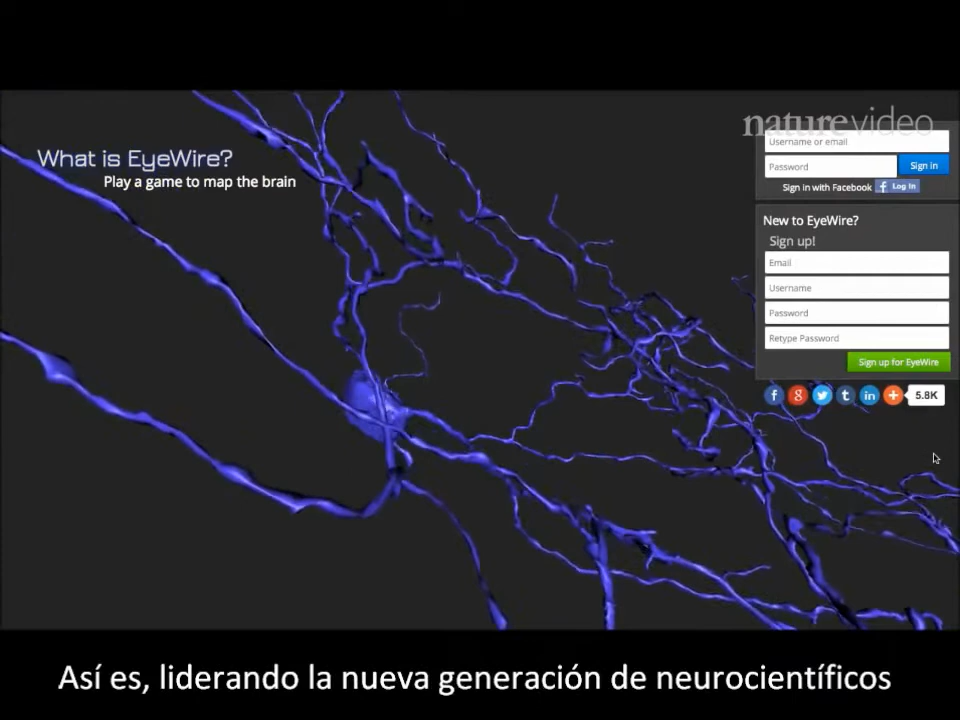 nature video
What is EyeWire?
Play a game to map the brain
Username or email
Password
Sign in
Sign in with Facebook
f Log In
New to EyeWire?
Sign up!
Email
Username
Password
Retype Password
Sign up for EyeWire
5.8K
Así es, liderando la nueva generación de neurocientíficos